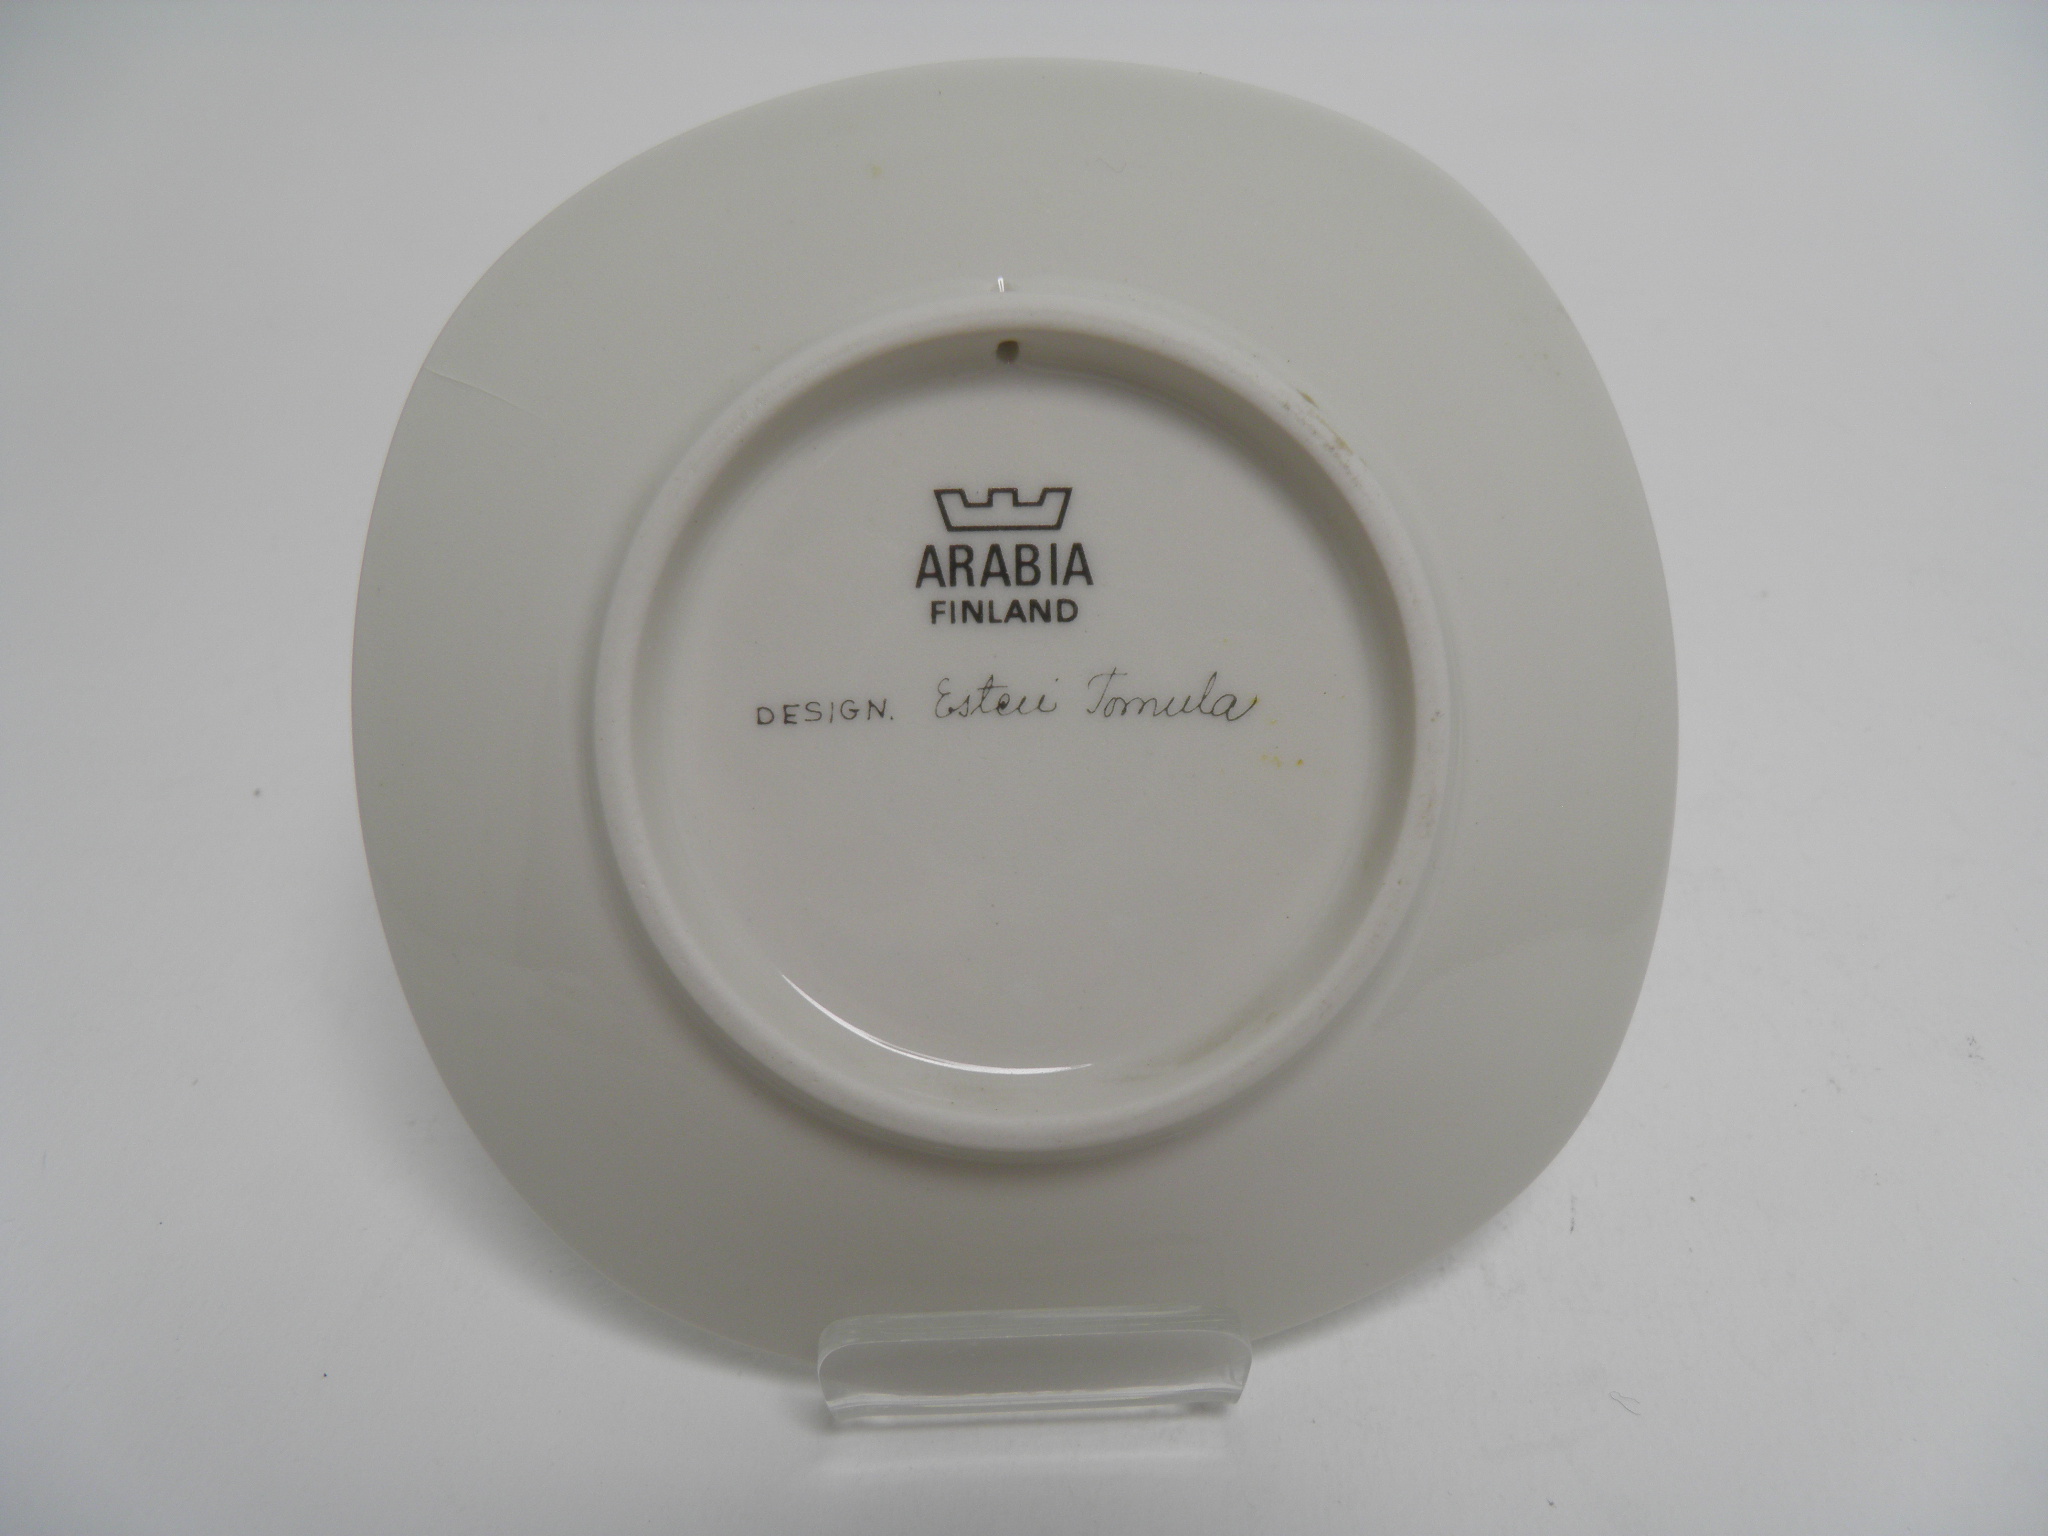 ARABIA
FINLAND
DESIGN. Esteri Tomula